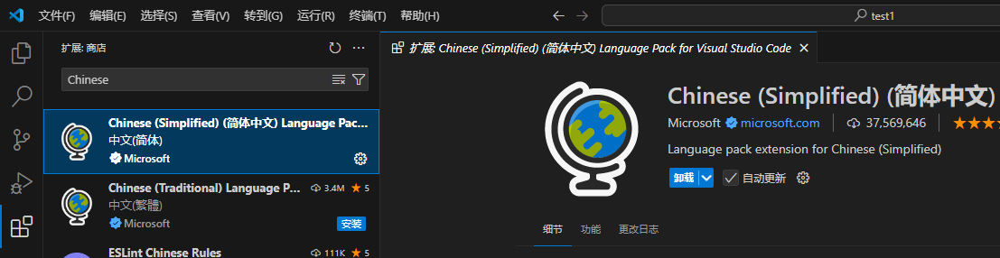 文件(F) 编辑(E) 选择(S) 查看(V) 转到(G) 运行(R) 终端(T) 帮助(H) test1
扩展: 商店
扩展: Chinese (Simplified) (简体中文) Language Pack for Visual Studio Code
Chinese
Chinese (Simplified) (简体中文) Language Pac...
中文(简体)
Microsoft
Chinese (Traditional) Language P... 3.4M 5
中文(繁體)
Microsoft 安装
ESLint Chinese Rules 111K 5
Chinese (Simplified) (简体中文)
Microsoft microsoft.com 37,569,646
Language pack extension for Chinese (Simplified)
卸载 自动更新
细节 功能 更改日志